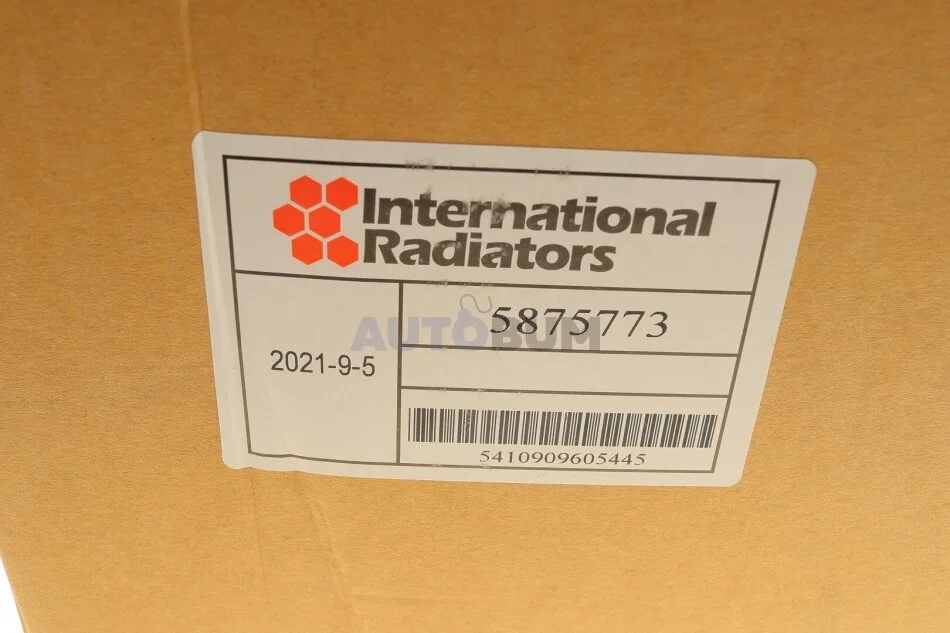 International
Radiators
5875773
AUTOBUM
2021-9-5
5410909605445